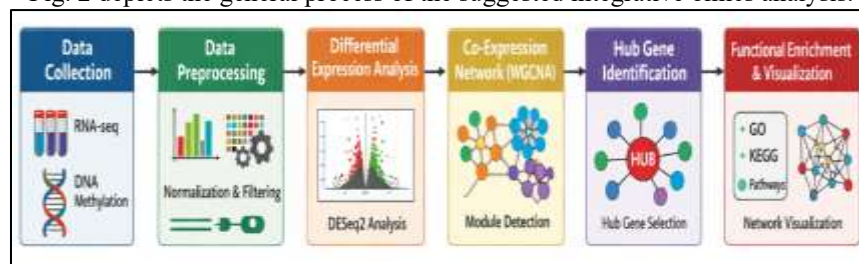 Fig. 2 depicts the general process of the suggested integrative omics analysis.
Data
Collection
RNA-seq
DNA
Methylation
Data
Preprocessing
Normalization & Filtering
Differential
Expression Analysis
DESeq2 Analysis
Co-Expression
Network (WGCNA)
Module Detection
Hub Gene
Identification
HUB
Hub Gene Selection
Functional Enrichment
& Visualization
GO
KEGG
Pathways
Network Visualization